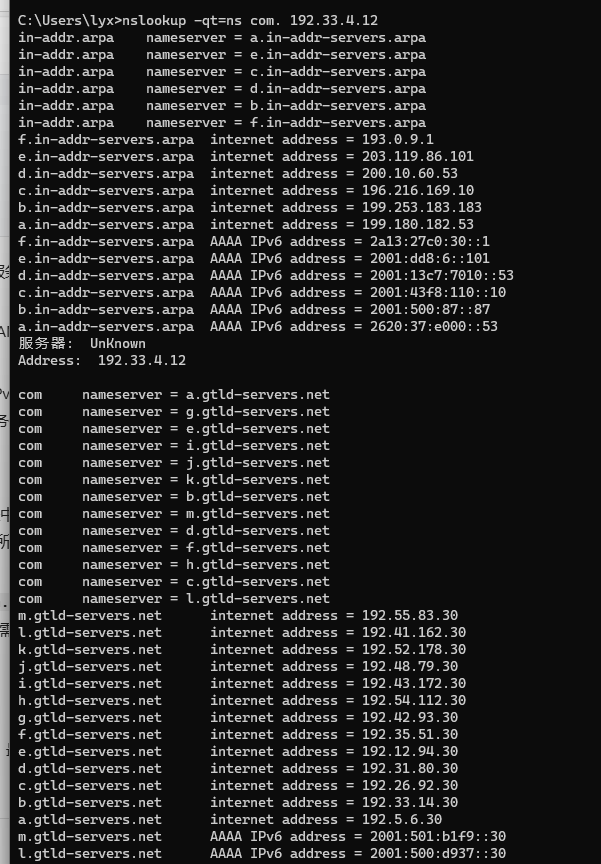 C:\Users\lyx>nslookup -qt=ns com. 192.33.4.12
in-addr.arpa    nameserver = a.in-addr-servers.arpa
in-addr.arpa    nameserver = e.in-addr-servers.arpa
in-addr.arpa    nameserver = c.in-addr-servers.arpa
in-addr.arpa    nameserver = d.in-addr-servers.arpa
in-addr.arpa    nameserver = b.in-addr-servers.arpa
in-addr.arpa    nameserver = f.in-addr-servers.arpa
f.in-addr-servers.arpa  internet address = 193.0.9.1
e.in-addr-servers.arpa  internet address = 203.119.86.101
d.in-addr-servers.arpa  internet address = 200.10.60.53
c.in-addr-servers.arpa  internet address = 196.216.169.10
b.in-addr-servers.arpa  internet address = 199.253.183.183
a.in-addr-servers.arpa  internet address = 199.180.182.53
f.in-addr-servers.arpa  AAAA IPv6 address = 2a13:27c0:30::1
e.in-addr-servers.arpa  AAAA IPv6 address = 2001:dd8:6::101
d.in-addr-servers.arpa  AAAA IPv6 address = 2001:13c7:7010::53
c.in-addr-servers.arpa  AAAA IPv6 address = 2001:43f8:110::10
b.in-addr-servers.arpa  AAAA IPv6 address = 2001:500:87::87
a.in-addr-servers.arpa  AAAA IPv6 address = 2620:37:e000::53
服务器:  UnKnown
Address:  192.33.4.12
com     nameserver = a.gtld-servers.net
com     nameserver = g.gtld-servers.net
com     nameserver = e.gtld-servers.net
com     nameserver = i.gtld-servers.net
com     nameserver = j.gtld-servers.net
com     nameserver = k.gtld-servers.net
com     nameserver = b.gtld-servers.net
com     nameserver = m.gtld-servers.net
com     nameserver = d.gtld-servers.net
com     nameserver = f.gtld-servers.net
com     nameserver = h.gtld-servers.net
com     nameserver = c.gtld-servers.net
com     nameserver = l.gtld-servers.net
m.gtld-servers.net      internet address = 192.55.83.30
l.gtld-servers.net      internet address = 192.41.162.30
k.gtld-servers.net      internet address = 192.52.178.30
j.gtld-servers.net      internet address = 192.48.79.30
i.gtld-servers.net      internet address = 192.43.172.30
h.gtld-servers.net      internet address = 192.54.112.30
g.gtld-servers.net      internet address = 192.42.93.30
f.gtld-servers.net      internet address = 192.35.51.30
e.gtld-servers.net      internet address = 192.12.94.30
d.gtld-servers.net      internet address = 192.31.80.30
c.gtld-servers.net      internet address = 192.26.92.30
b.gtld-servers.net      internet address = 192.33.14.30
a.gtld-servers.net      internet address = 192.5.6.30
m.gtld-servers.net      AAAA IPv6 address = 2001:501:b1f9::30
l.gtld-servers.net      AAAA IPv6 address = 2001:500:d937::30